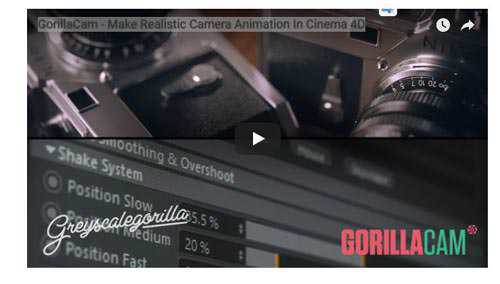 GorillaCam - Make Realistic Camera Animation In Cinema 4D
Smoothing & Overshoot
Shake System
Position Slow
55.5 %
Greyscalegorilla
Position Medium
20 %
Position Fast
GORILLACAM